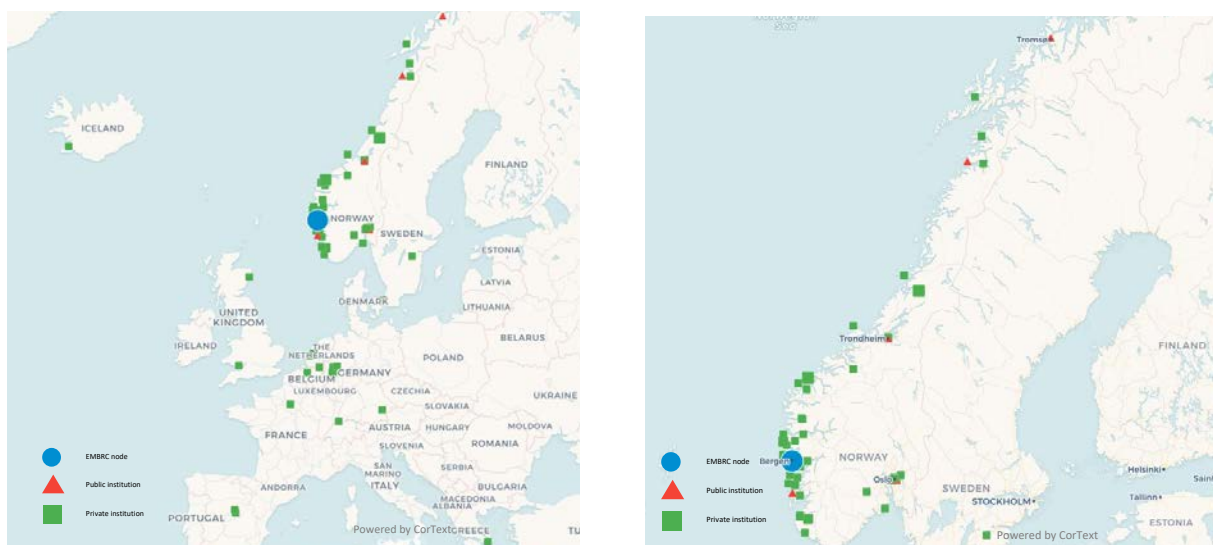 ICELAND
FINLAND
NORWAY
SWEDEN
ESTONIA
LATVIA
DENMARK
LITHUANIA
UNITED
KINGDOM
BELARUS
IRELAND
THE
NETHERLANDS
POLAND
BELGIUM
GERMANY
LUXEMBOURG
CZECHIA
UKRAINE
SLOVAKIA
FRANCE
AUSTRIA
HUNGARY
MOLDOVA
SLOVENIA
ROMANIA
SAN
MARINO
SERBIA
ITALY
ANDORRA
BULGARIA
MACEDONIA
ALBANIA
PORTUGAL
GREECE
TU
EMBRC node
Public institution
Private institution
Powered by CorText
Tromsø
Trondheim
FINLAND
Bergen
NORWAY
Oslo
SWEDEN
STOCKHOLM
Helsinki
Sain
Tallinn
ESTONIA
EMBRC node
Public institution
Private institution
Powered by CorText